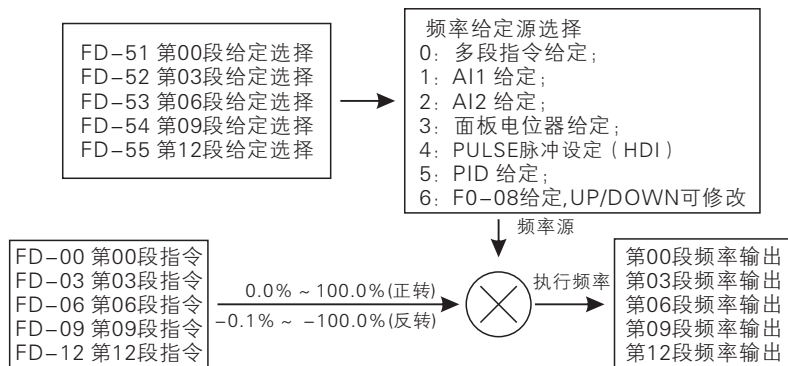 FD-51 第00段给定选择
FD-52 第03段给定选择
FD-53 第06段给定选择
FD-54 第09段给定选择
FD-55 第12段给定选择
频率给定源选择
0：多段指令给定；
1：AI1 给定；
2：AI2 给定；
3：面板电位器给定；
4：PULSE脉冲设定（HDI）
5：PID 给定；
6：F0-08给定,UP/DOWN可修改
频率源
FD-00 第00段指令
FD-03 第03段指令
FD-06 第06段指令
FD-09 第09段指令
FD-12 第12段指令
0.0%~100.0%(正转)
-0.1%~ -100.0%(反转)
执行频率
第00段频率输出
第03段频率输出
第06段频率输出
第09段频率输出
第12段频率输出